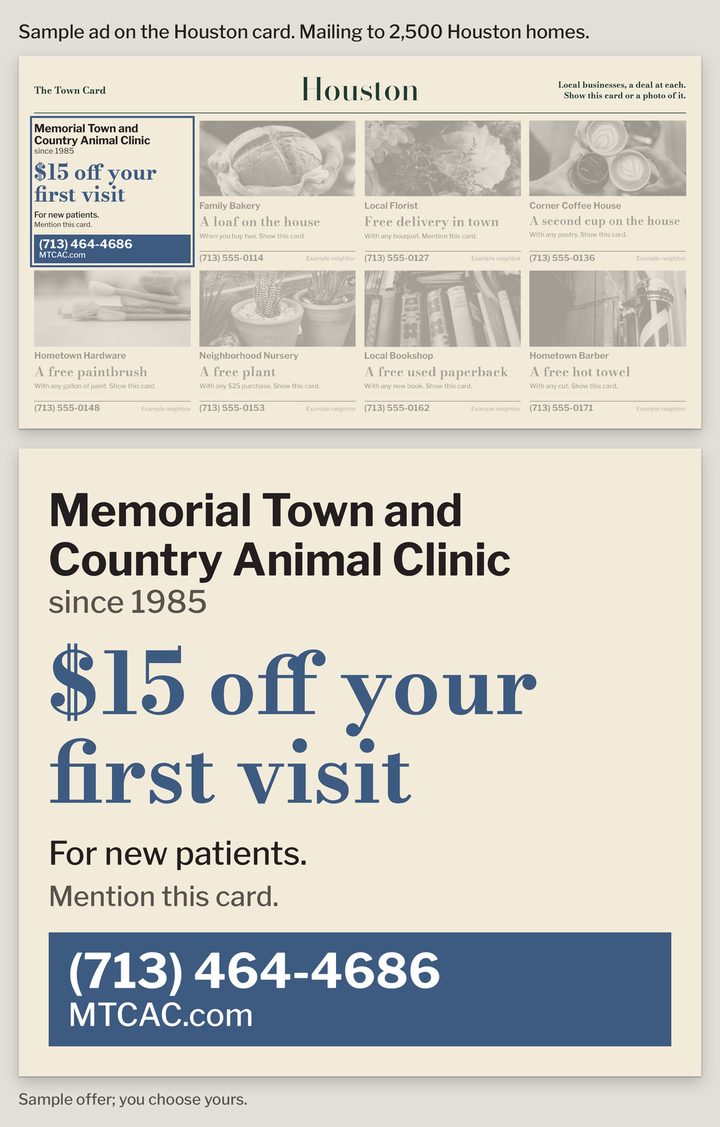 Sample ad on the Houston card. Mailing to 2,500 Houston homes.
The Town Card
Houston
Local businesses, a deal at each.
Show this card or a photo of it.
Memorial Town and
Country Animal Clinic
since 1985
$15 off your
first visit
For new patients.
Mention this card.
(713) 464-4686
MTCAC.com
Family Bakery
A loaf on the house
When you buy two. Show this card.
(713) 555-0114
Example neighbor
Local Florist
Free delivery in town
With any bouquet. Mention this card.
(713) 555-0127
Example neighbor
Corner Coffee House
A second cup on the house
With any pastry. Show this card.
(713) 555-0136
Example neighbor
Hometown Hardware
A free paintbrush
With any gallon of paint. Show this card.
(713) 555-0148
Example neighbor
Neighborhood Nursery
A free plant
With any $25 purchase. Show this card.
(713) 555-0153
Example neighbor
Local Bookshop
A free used paperback
With any new book. Show this card.
(713) 555-0162
Example neighbor
Hometown Barber
A free hot towel
With any cut. Show this card.
(713) 555-0171
Example neighbor
Memorial Town and
Country Animal Clinic
since 1985
$15 off your
first visit
For new patients.
Mention this card.
(713) 464-4686
MTCAC.com
Sample offer; you choose yours.